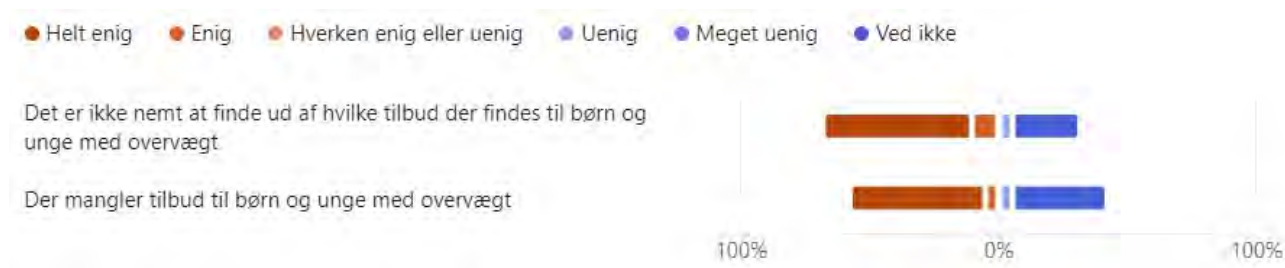 Helt enig Enig Hverken enig eller uenig Uenig Meget uenig Ved ikke
Det er ikke nemt at finde ud af hvilke tilbud der findes til børn og
unge med overvægt
Der mangler tilbud til børn og unge med overvægt
100% 0% 100%